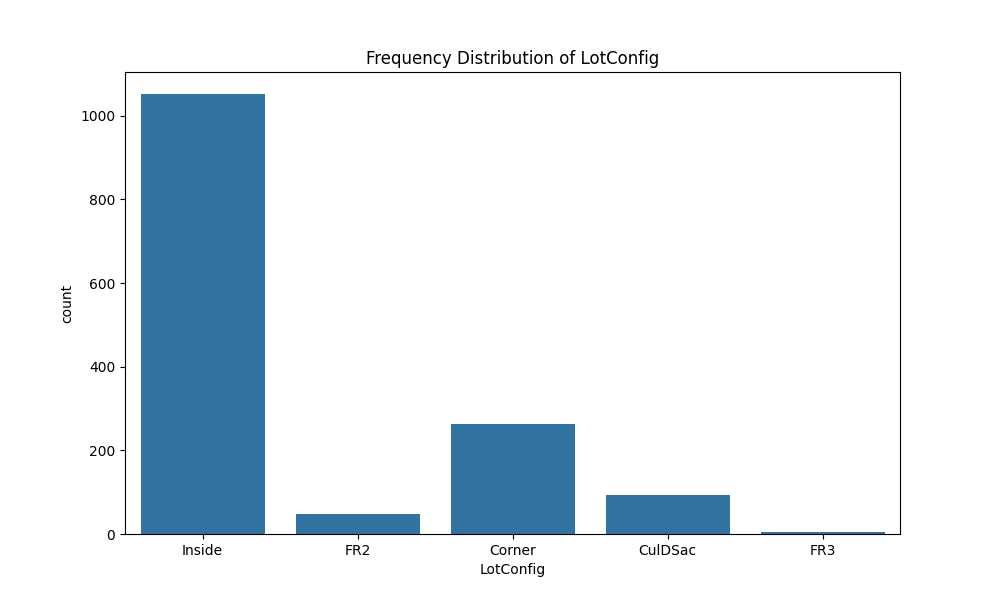 Frequency Distribution of LotConfig
1000
800
600
400
200
0
count
Inside FR2 Corner CulDSac FR3
LotConfig